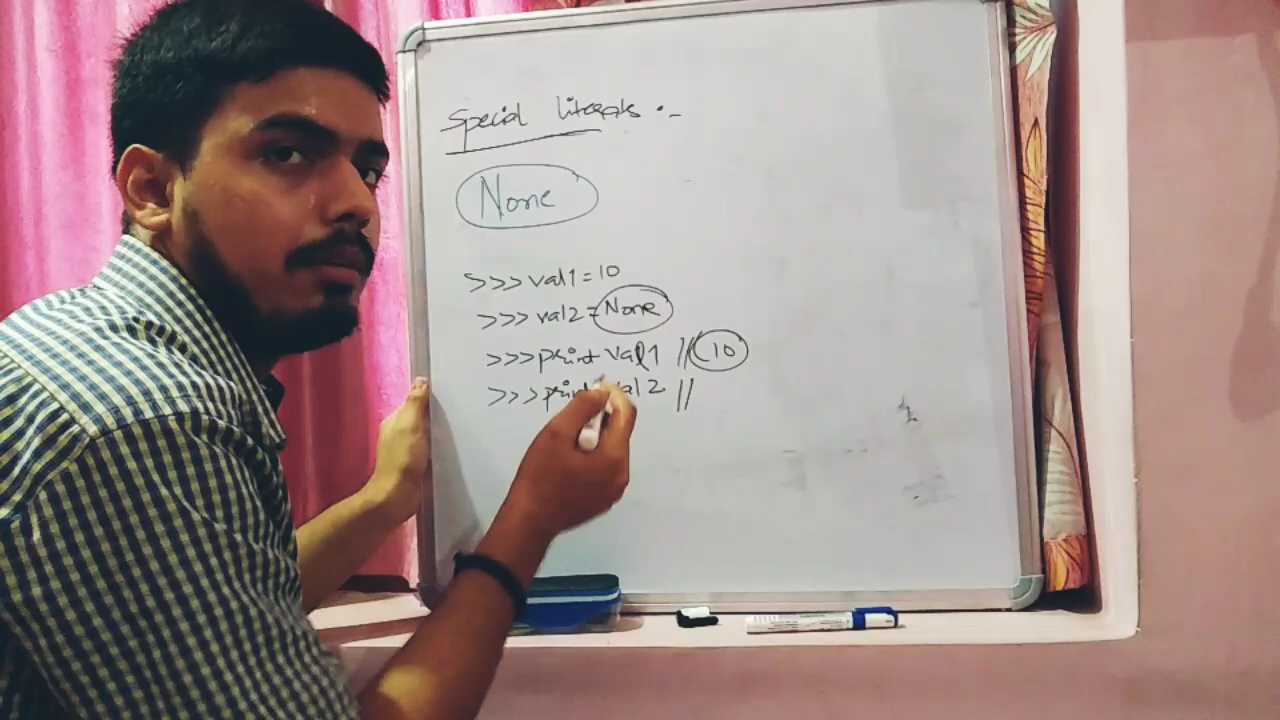 Special literals :-
None
>>> val1 = 10
>>> val2 = None
>>> print val1 // 10
>>> print val2 //